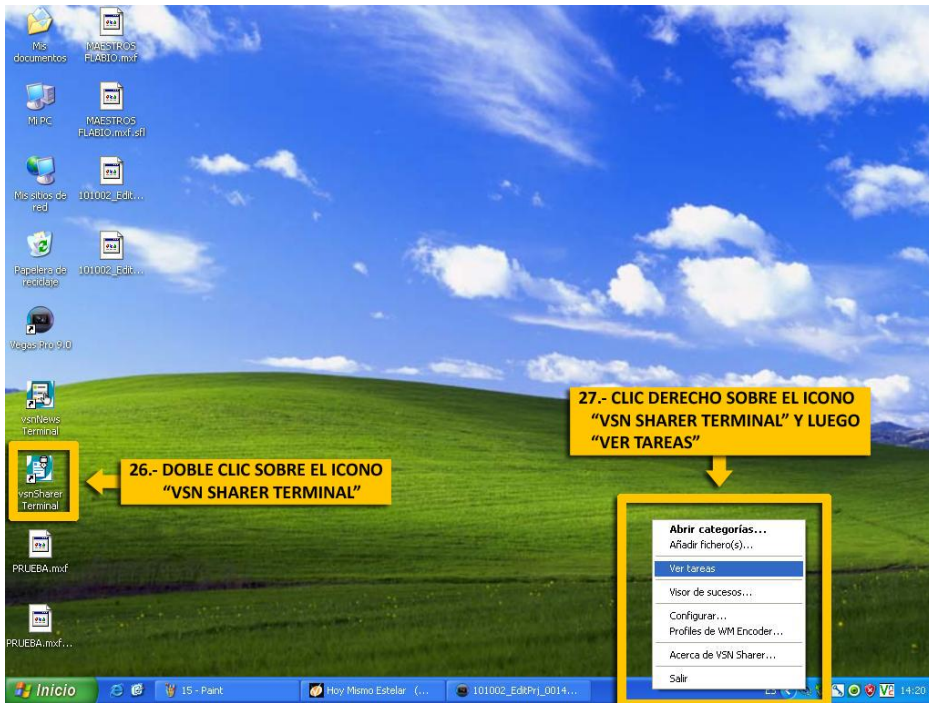 Mis
documentos
MAESTROS
FLABIO.mxf
Mi PC
MAESTROS
FLABIO.mxf.sfl
Mis sitios de
red
101002_Edit...
Papelera de
reciclaje
101002_Edit...
Vegas Pro 9.0
vsnNews
Terminal
vsnSharer
Terminal
26.- DOBLE CLIC SOBRE EL ICONO
“VSN SHARER TERMINAL”
27.- CLIC DERECHO SOBRE EL ICONO
“VSN SHARER TERMINAL” Y LUEGO
“VER TAREAS”
PRUEBA.mxf
PRUEBA.mxf...
Abrir categorías...
Añadir fichero(s)...
Ver tareas
Visor de sucesos...
Configurar...
Profiles de WM Encoder...
Acerca de VSN Sharer...
Salir
Inicio
15 - Paint
Hoy Mismo Estelar (...
101002_EditPrj_0014...
ES
14:20